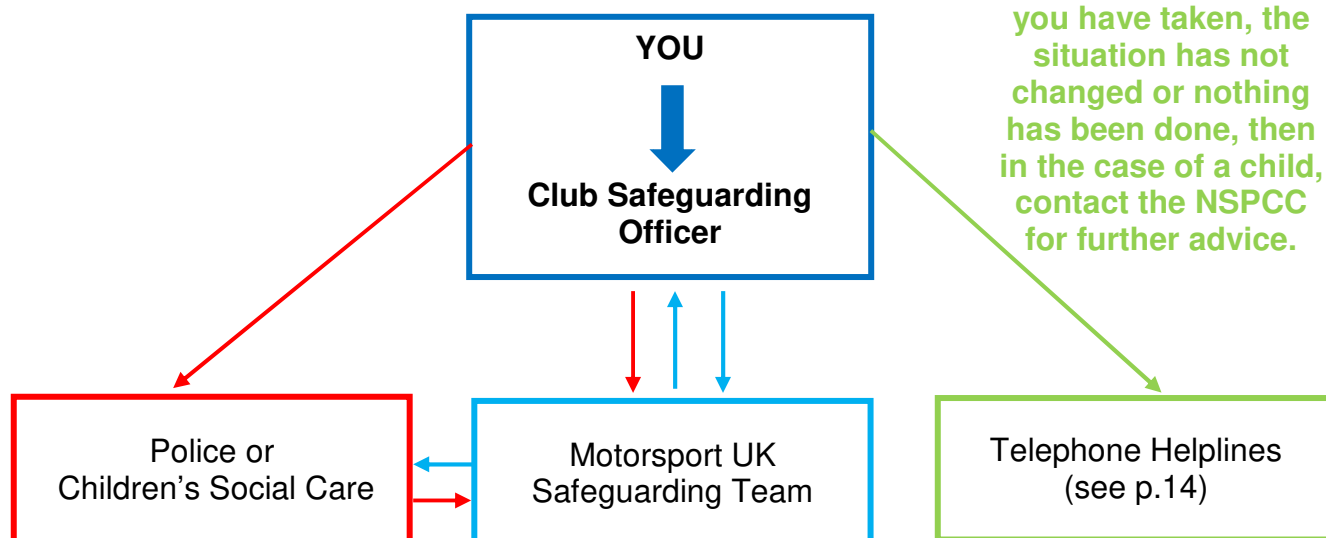 YOU
Club Safeguarding
Officer
you have taken, the
situation has not
changed or nothing
has been done, then
in the case of a child,
contact the NSPCC
for further advice.
Police or
Children’s Social Care
Motorsport UK
Safeguarding Team
Telephone Helplines
(see p.14)